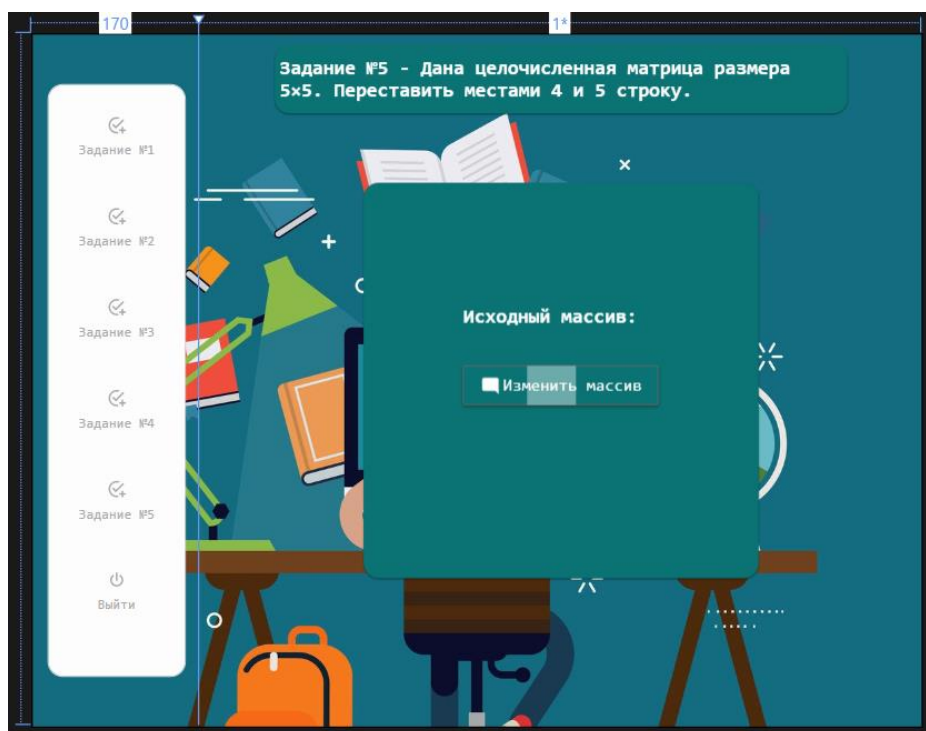 170
1*
Задание №5 - Дана целочисленная матрица размера
5×5. Переставить местами 4 и 5 строку.
Задание №1
Задание №2
Задание №3
Задание №4
Задание №5
Выйти
Исходный массив:
Изменить массив